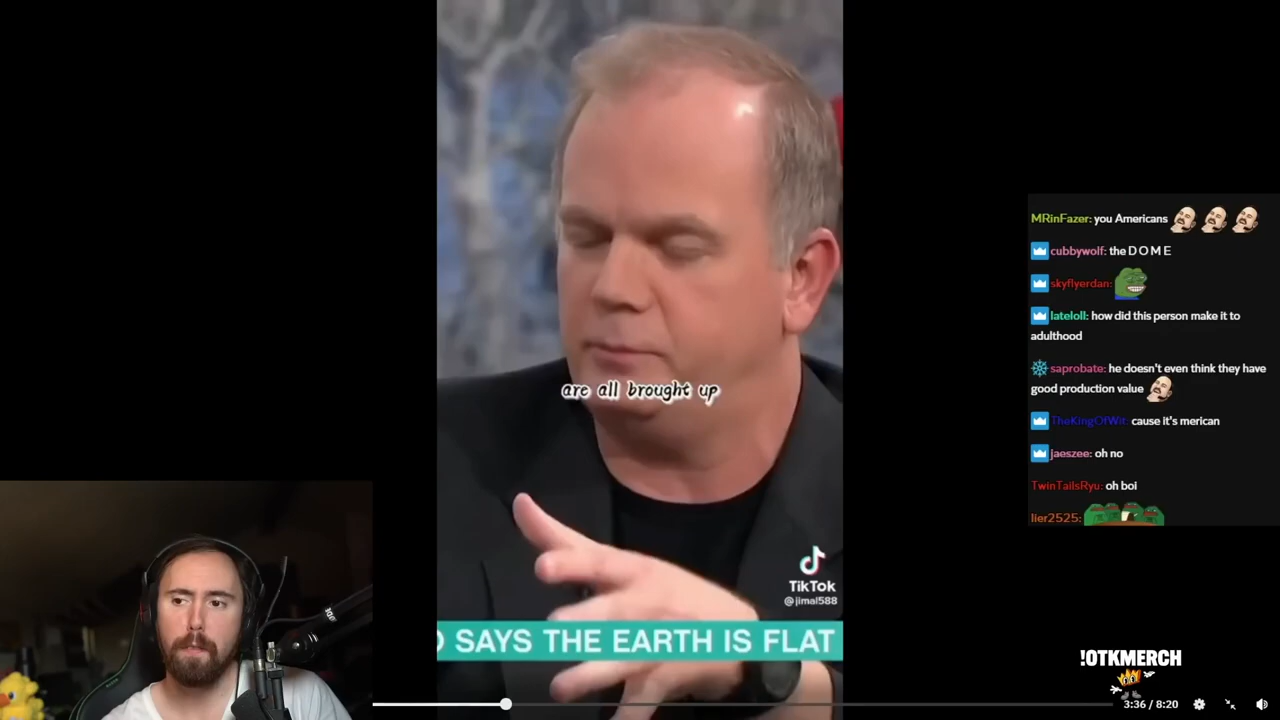 MRinFazer: you Americans
cubbywolf: the D O M E
skyflyerdan:
lateloll: how did this person make it to
adulthood
saprobate: he doesn't even think they have
good production value
TheKingOfWit: cause it's merican
jaeszee: oh no
TwinTailsRyu: oh boi
lier2525:
are all brought up
TikTok
@jimal588
SAYS THE EARTH IS FLAT
!OTKMERCH
3:36 / 8:20